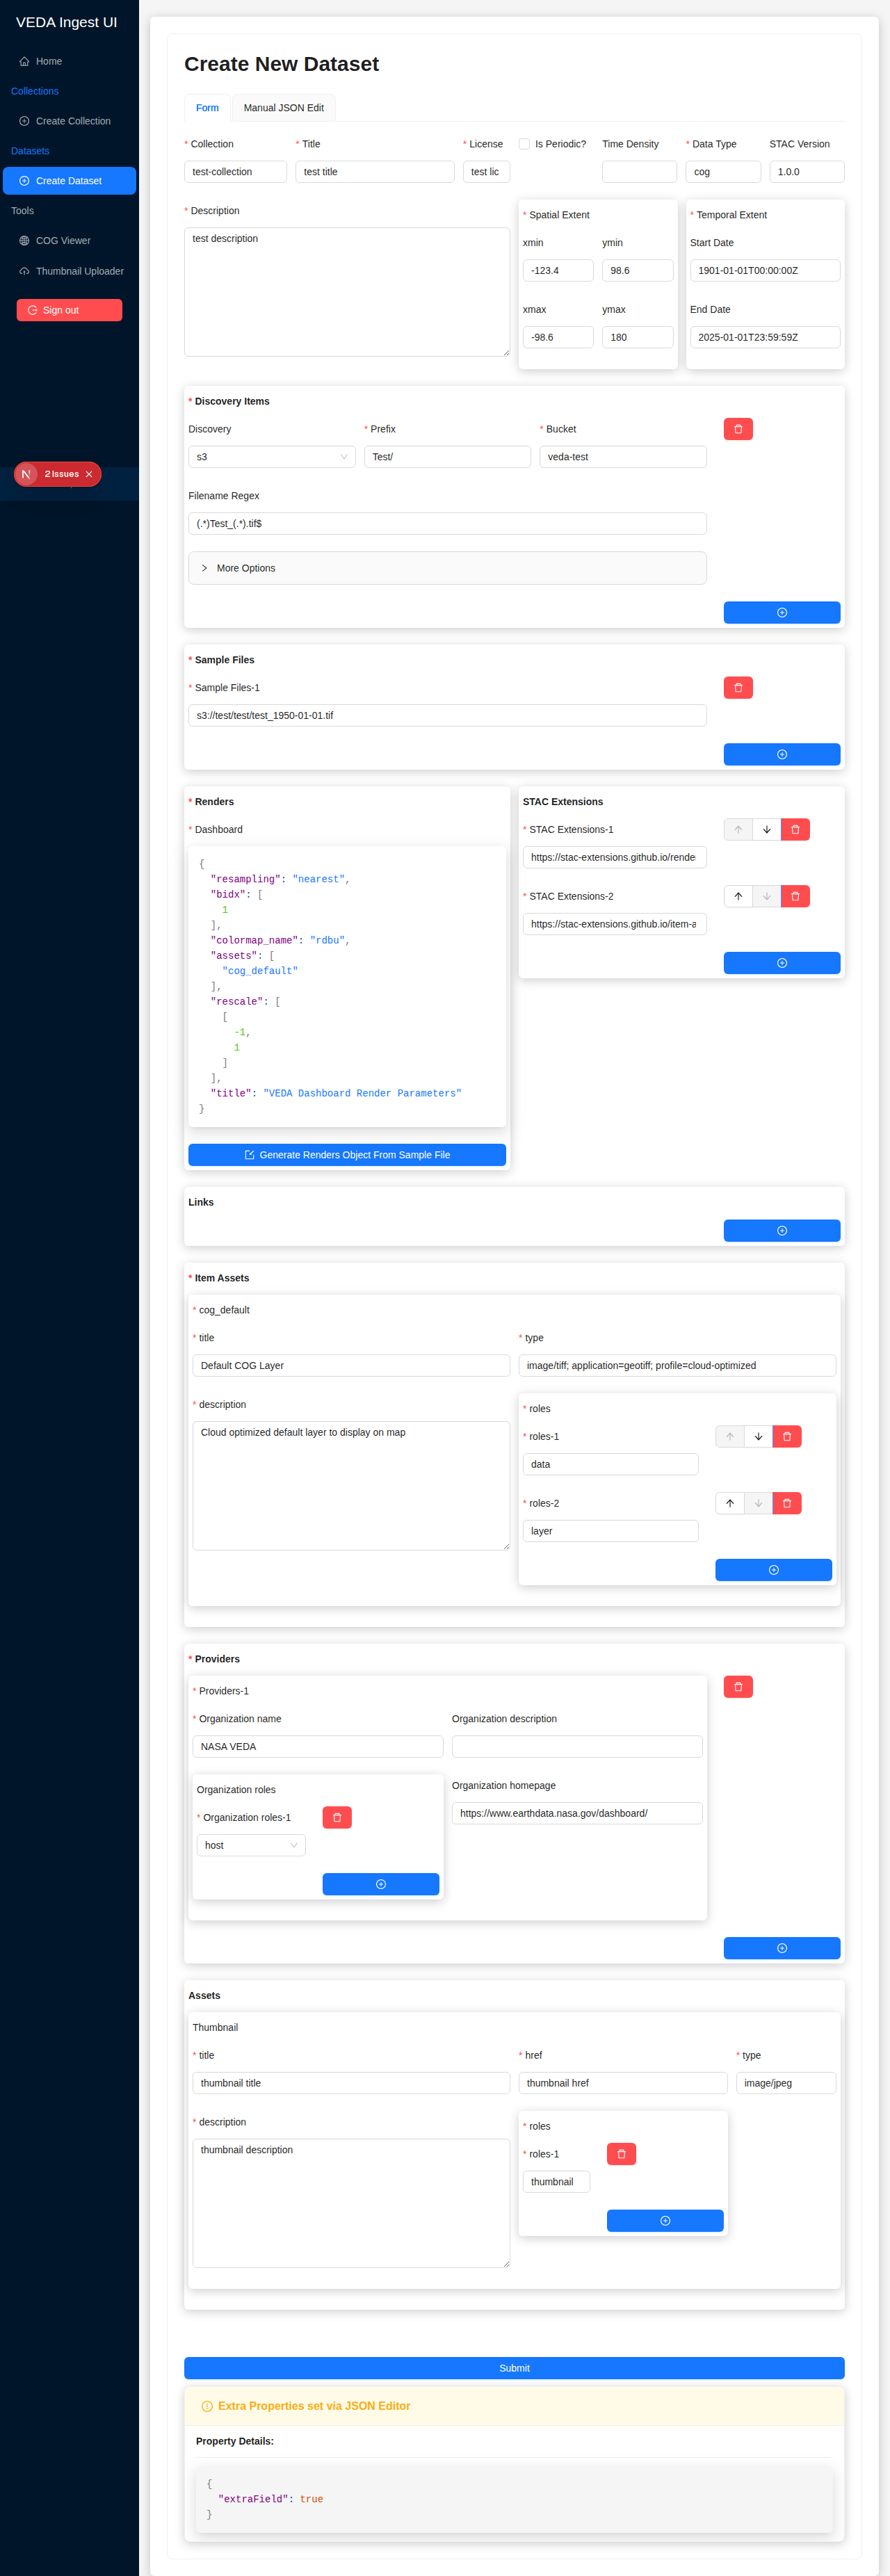 VEDA Ingest UI
Home
Collections
Create Collection
Datasets
Create Dataset
Tools
COG Viewer
Thumbnail Uploader
Sign out
2 Issues
Create New Dataset
Form
Manual JSON Edit
* Collection
* Title
* License
Is Periodic?
Time Density
* Data Type
STAC Version
test-collection
test title
test lic
cog
1.0.0
* Description
test description
* Spatial Extent
xmin
ymin
-123.4
98.6
xmax
ymax
-98.6
180
* Temporal Extent
Start Date
1901-01-01T00:00:00Z
End Date
2025-01-01T23:59:59Z
* Discovery Items
Discovery
* Prefix
* Bucket
s3
Test/
veda-test
Filename Regex
(.*)Test_(.*).tif$
More Options
* Sample Files
* Sample Files-1
s3://test/test/test_1950-01-01.tif
* Renders
* Dashboard
{
"resampling": "nearest",
"bidx": [
1
],
"colormap_name": "rdbu",
"assets": [
"cog_default"
],
"rescale": [
[
-1,
1
]
],
"title": "VEDA Dashboard Render Parameters"
}
Generate Renders Object From Sample File
STAC Extensions
* STAC Extensions-1
https://stac-extensions.github.io/rende
* STAC Extensions-2
https://stac-extensions.github.io/item-a
Links
* Item Assets
* cog_default
* title
* type
Default COG Layer
image/tiff; application=geotiff; profile=cloud-optimized
* description
Cloud optimized default layer to display on map
* roles
* roles-1
data
* roles-2
layer
* Providers
* Providers-1
* Organization name
Organization description
NASA VEDA
Organization roles
* Organization roles-1
host
Organization homepage
https://www.earthdata.nasa.gov/dashboard/
Assets
Thumbnail
* title
* href
* type
thumbnail title
thumbnail href
image/jpeg
* description
thumbnail description
* roles
* roles-1
thumbnail
Submit
Extra Properties set via JSON Editor
Property Details:
{
"extraField": true
}